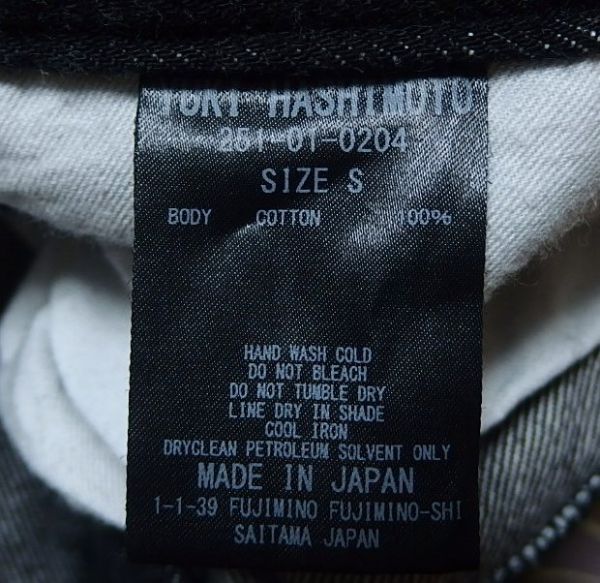 YUKI HASHIMOTO
251-01-0204
SIZE S
BODY COTTON 100%
HAND WASH COLD
DO NOT BLEACH
DO NOT TUMBLE DRY
LINE DRY IN SHADE
COOL IRON
DRYCLEAN PETROLEUM SOLVENT ONLY
MADE IN JAPAN
1-1-39 FUJIMINO FUJIMINO-SHI
SAITAMA JAPAN